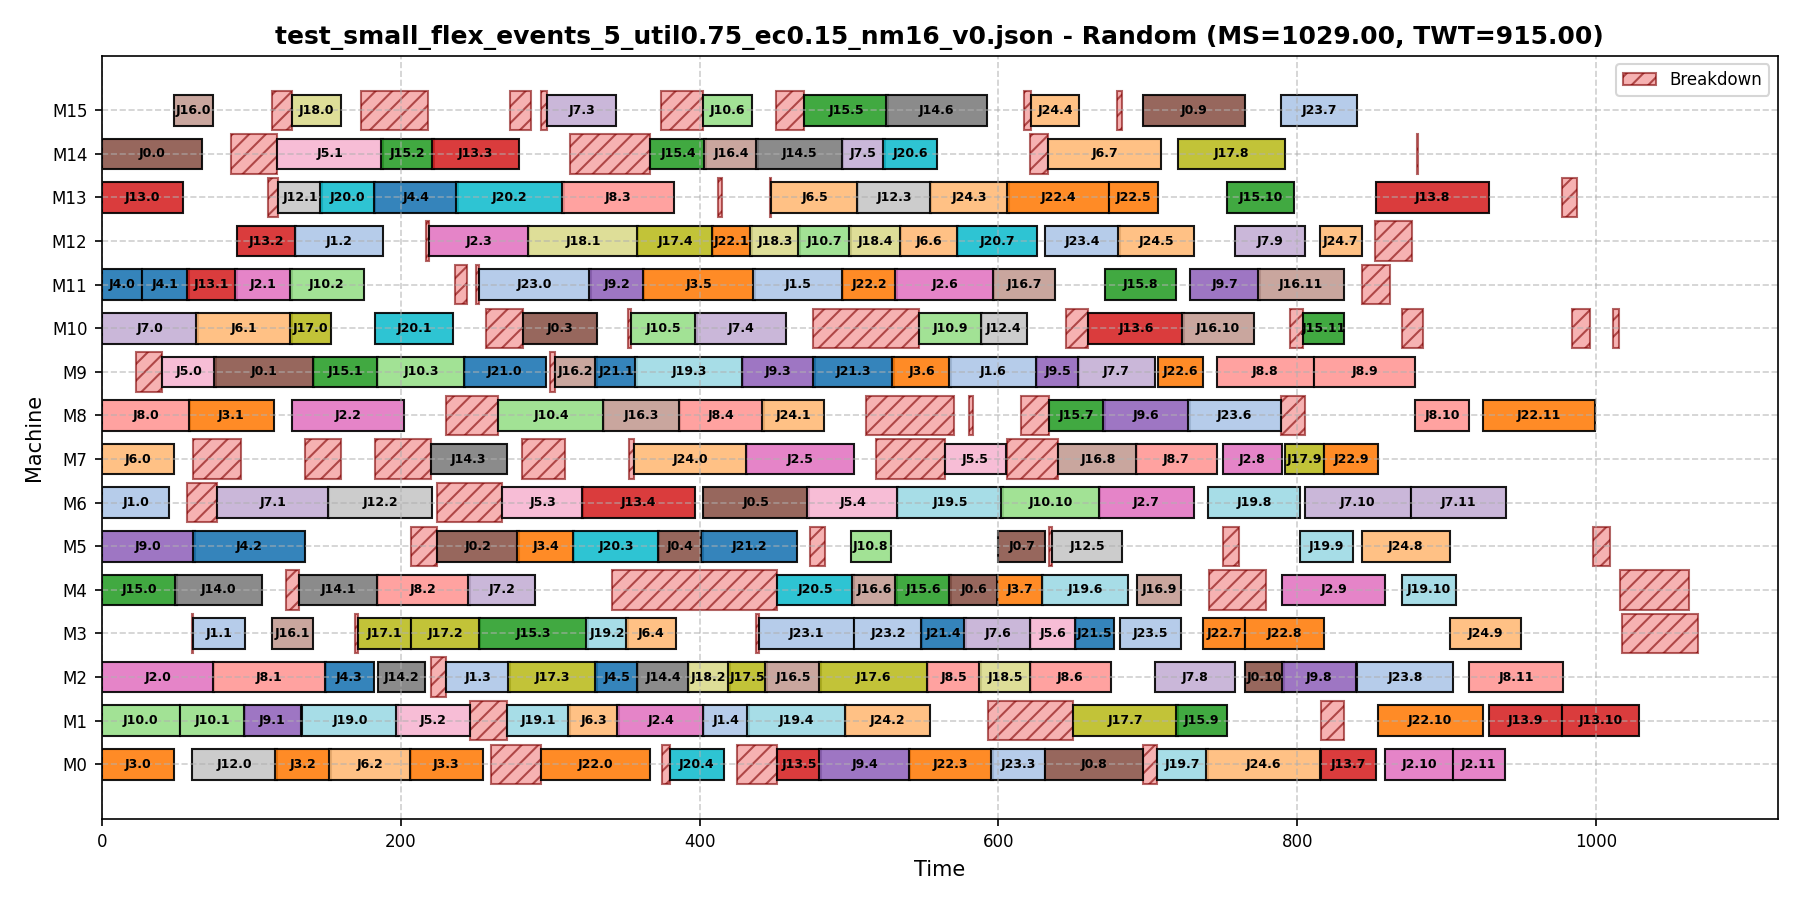 test_small_flex_events_5_util0.75_ec0.15_nm16_v0.json - Random (MS=1029.00, TWT=915.00)
Breakdown
Machine
M15 J16.0 J18.0 J7.3 J10.6 J15.5 J14.6 J24.4 J0.9 J23.7
M14 J0.0 J5.1 J15.2 J13.3 J15.4 J16.4 J14.5 J7.5 J20.6 J6.7 J17.8
M13 J13.0 J12.1 J20.0 J4.4 J20.2 J8.3 J6.5 J12.3 J24.3 J22.4 J22.5 J15.10 J13.8
M12 J13.2 J1.2 J2.3 J18.1 J17.4 J22.1 J18.3 J10.7 J18.4 J6.6 J20.7 J23.4 J24.5 J7.9 J24.7
M11 J4.0 J4.1 J13.1 J2.1 J10.2 J23.0 J9.2 J3.5 J1.5 J22.2 J2.6 J16.7 J15.8 J9.7 J16.11
M10 J7.0 J6.1 J17.0 J20.1 J0.3 J10.5 J7.4 J10.9 J12.4 J13.6 J16.10 J15.11
M9 J5.0 J0.1 J15.1 J10.3 J21.0 J16.2 J21.1 J19.3 J9.3 J21.3 J3.6 J1.6 J9.5 J7.7 J22.6 J8.8 J8.9
M8 J8.0 J3.1 J2.2 J10.4 J16.3 J8.4 J24.1 J15.7 J9.6 J23.6 J8.10 J22.11
M7 J6.0 J14.3 J24.0 J2.5 J5.5 J16.8 J8.7 J2.8 J17.9 J22.9
M6 J1.0 J7.1 J12.2 J5.3 J13.4 J0.5 J5.4 J19.5 J10.10 J2.7 J19.8 J7.10 J7.11
M5 J9.0 J4.2 J0.2 J3.4 J20.3 J0.4 J21.2 J10.8 J0.7 J12.5 J19.9 J24.8
M4 J15.0 J14.0 J14.1 J8.2 J7.2 J20.5 J16.6 J15.6 J0.6 J3.7 J19.6 J16.9 J2.9 J19.10
M3 J1.1 J16.1 J17.1 J17.2 J15.3 J19.2 J6.4 J23.1 J23.2 J21.4 J7.6 J5.6 J21.5 J23.5 J22.7 J22.8 J24.9
M2 J2.0 J8.1 J4.3 J14.2 J1.3 J17.3 J4.5 J14.4 J18.2 J17.5 J16.5 J17.6 J8.5 J18.5 J8.6 J7.8 J0.10 J9.8 J23.8 J8.11
M1 J10.0 J10.1 J9.1 J19.0 J5.2 J19.1 J6.3 J2.4 J1.4 J19.4 J24.2 J17.7 J15.9 J22.10 J13.9 J13.10
M0 J3.0 J12.0 J3.2 J6.2 J3.3 J22.0 J20.4 J13.5 J9.4 J22.3 J23.3 J0.8 J19.7 J24.6 J13.7 J2.10 J2.11
0 200 400 600 800 1000
Time